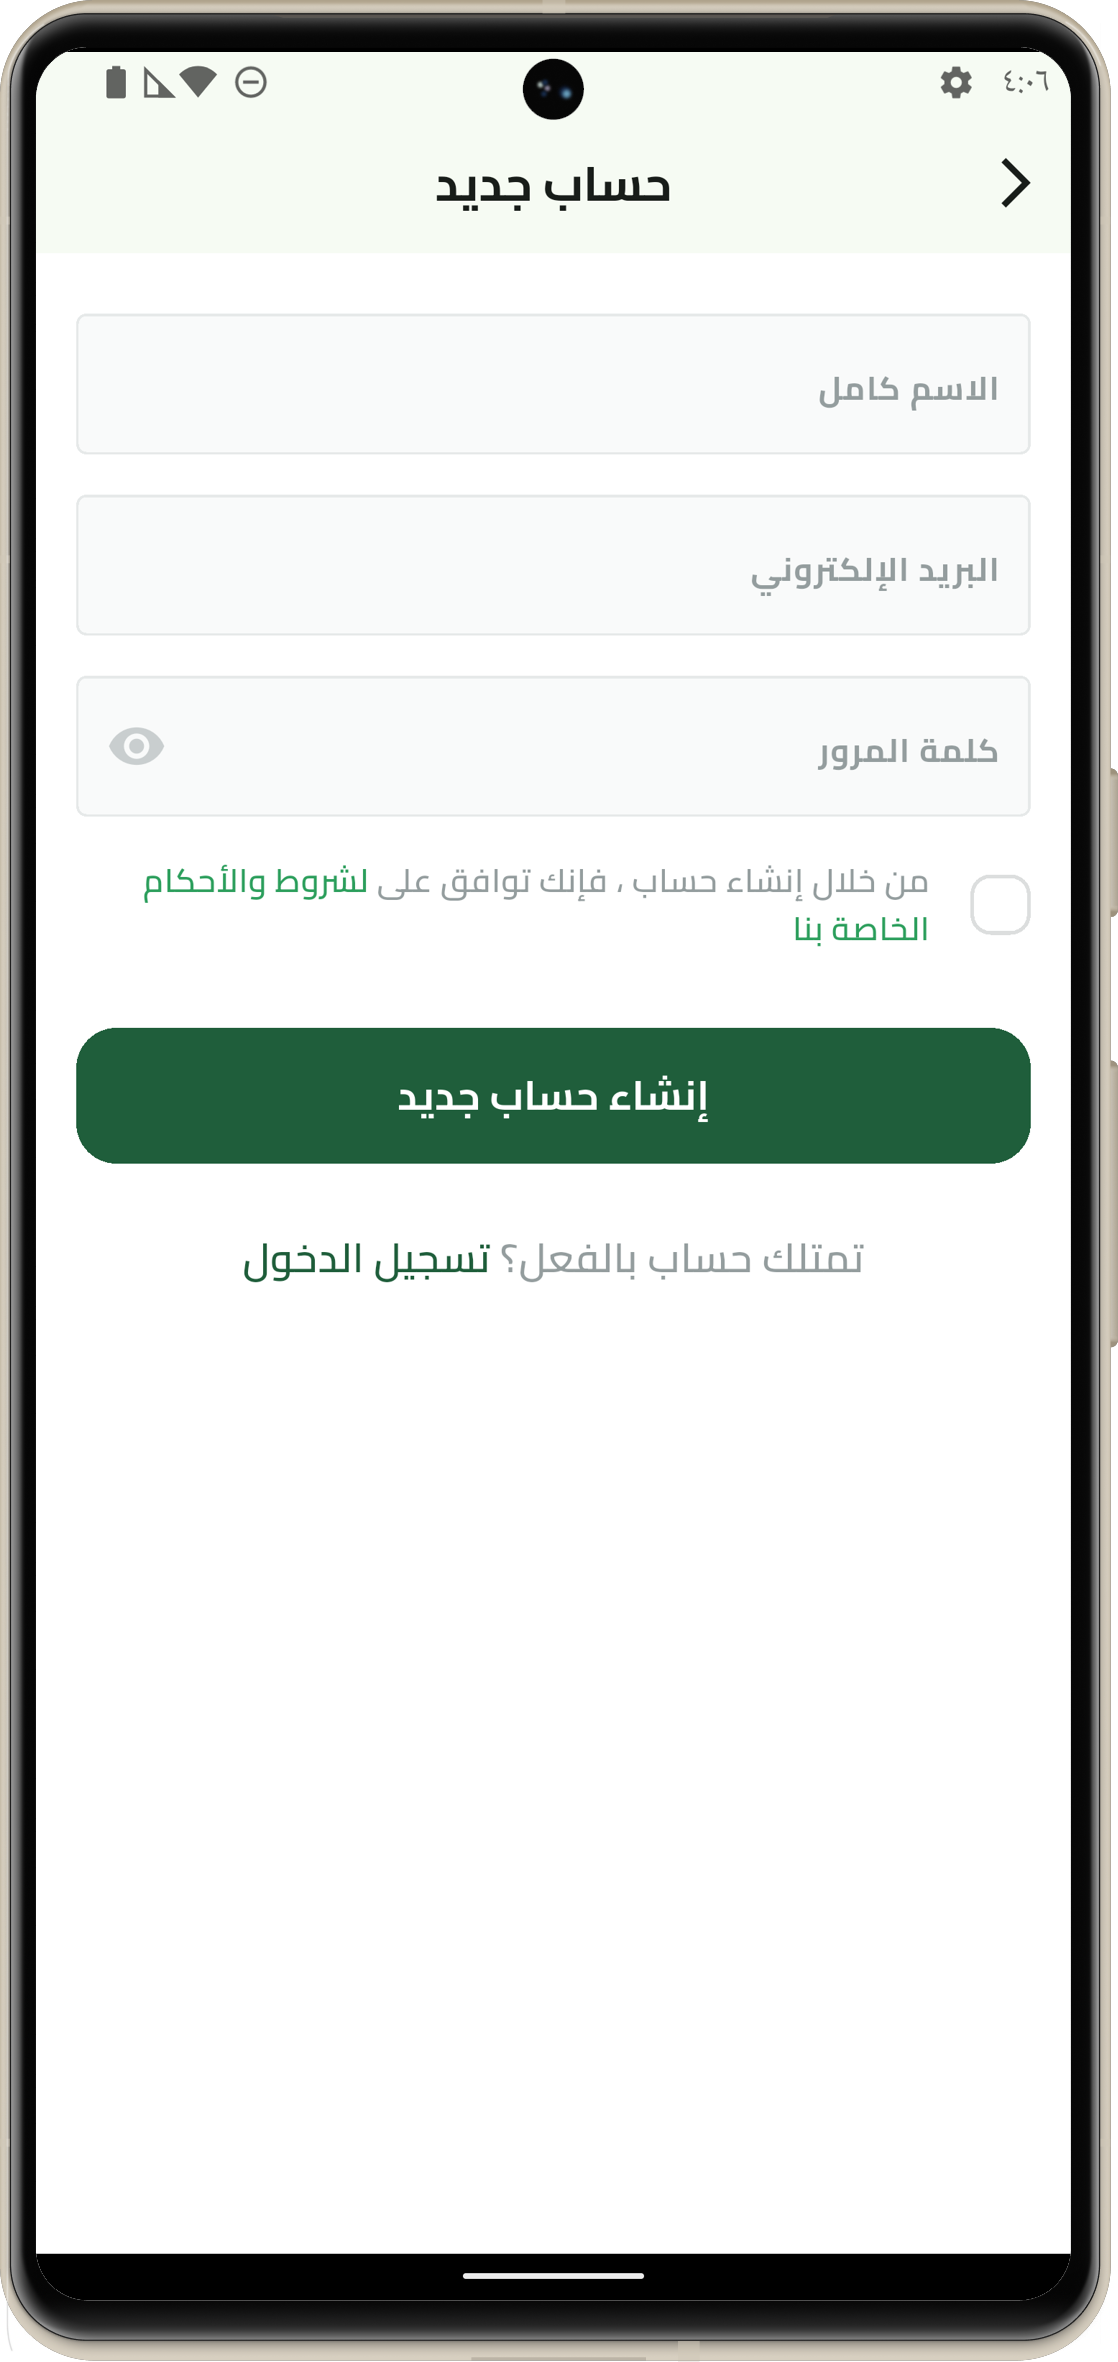 ٤:٠٦
حساب جديد
الاسم كامل
البريد الإلكتروني
كلمة المرور
من خلال إنشاء حساب ، فإنك توافق على لشروط والأحكام
الخاصة بنا
إنشاء حساب جديد
تمتلك حساب بالفعل؟ تسجيل الدخول